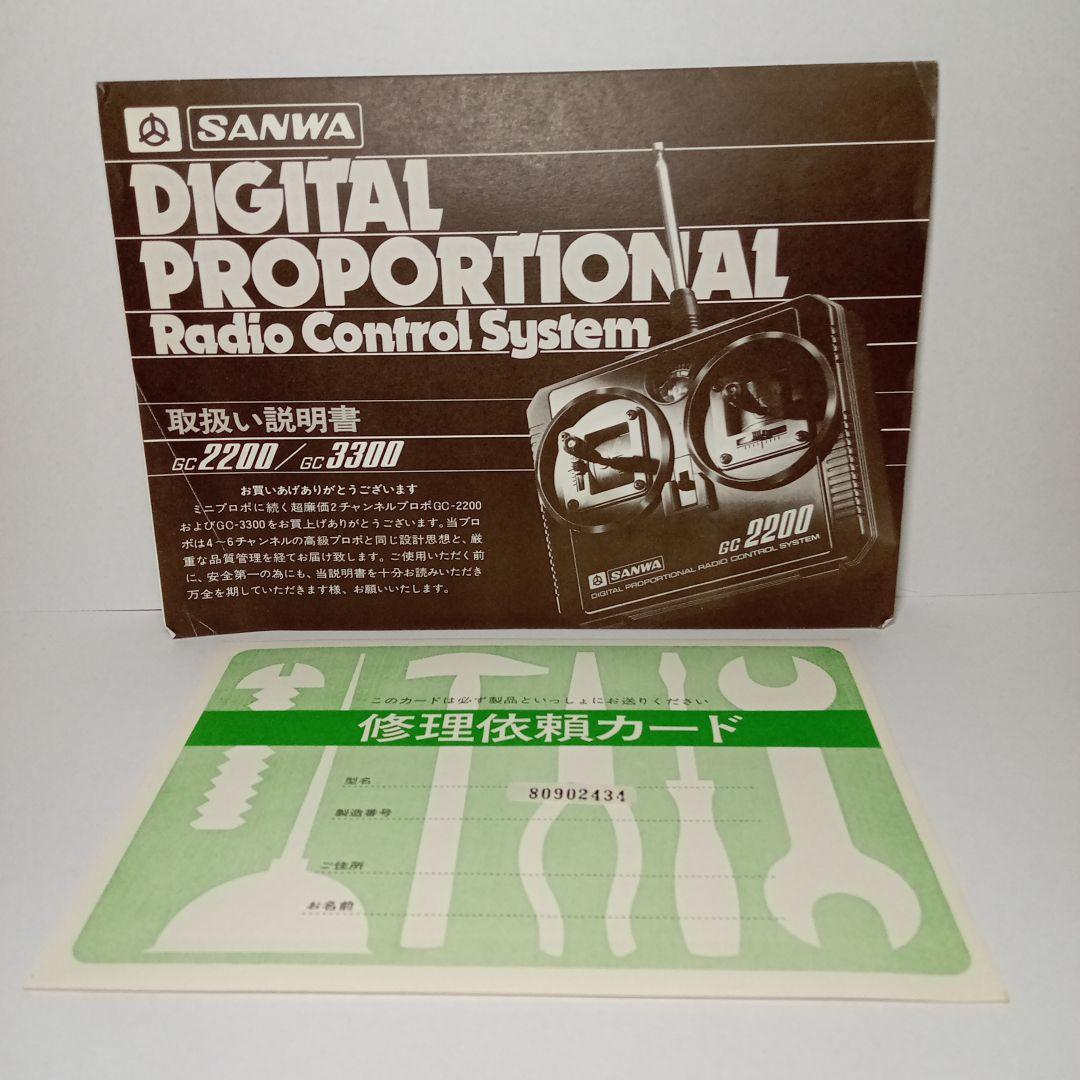 SANWA
DIGITAL
PROPORTIONAL
Radio Control System
取扱い説明書
GC 2200/GC 3300
お買いあげありがとうございます
ミニプロポに続く超廉価2チャンネルプロポGC-2200
およびGC-3300をお買上げありがとうございます。当プロ
ポは4～6チャンネルの高級プロポと同じ設計思想と、厳
重な品質管理を経てお届け致します。ご使用いただく前
に、安全第一の為にも、当説明書を十分お読みいただき
万全を期していただきます様、お願いいたします。
GC 2200
SANWA
DIGITAL PROPORTIONAL RADIO CONTROL SYSTEM
このカードは必ず製品といっしょにお送りください
修理依頼カード
型名
80902434
製造番号
ご住所
お名前